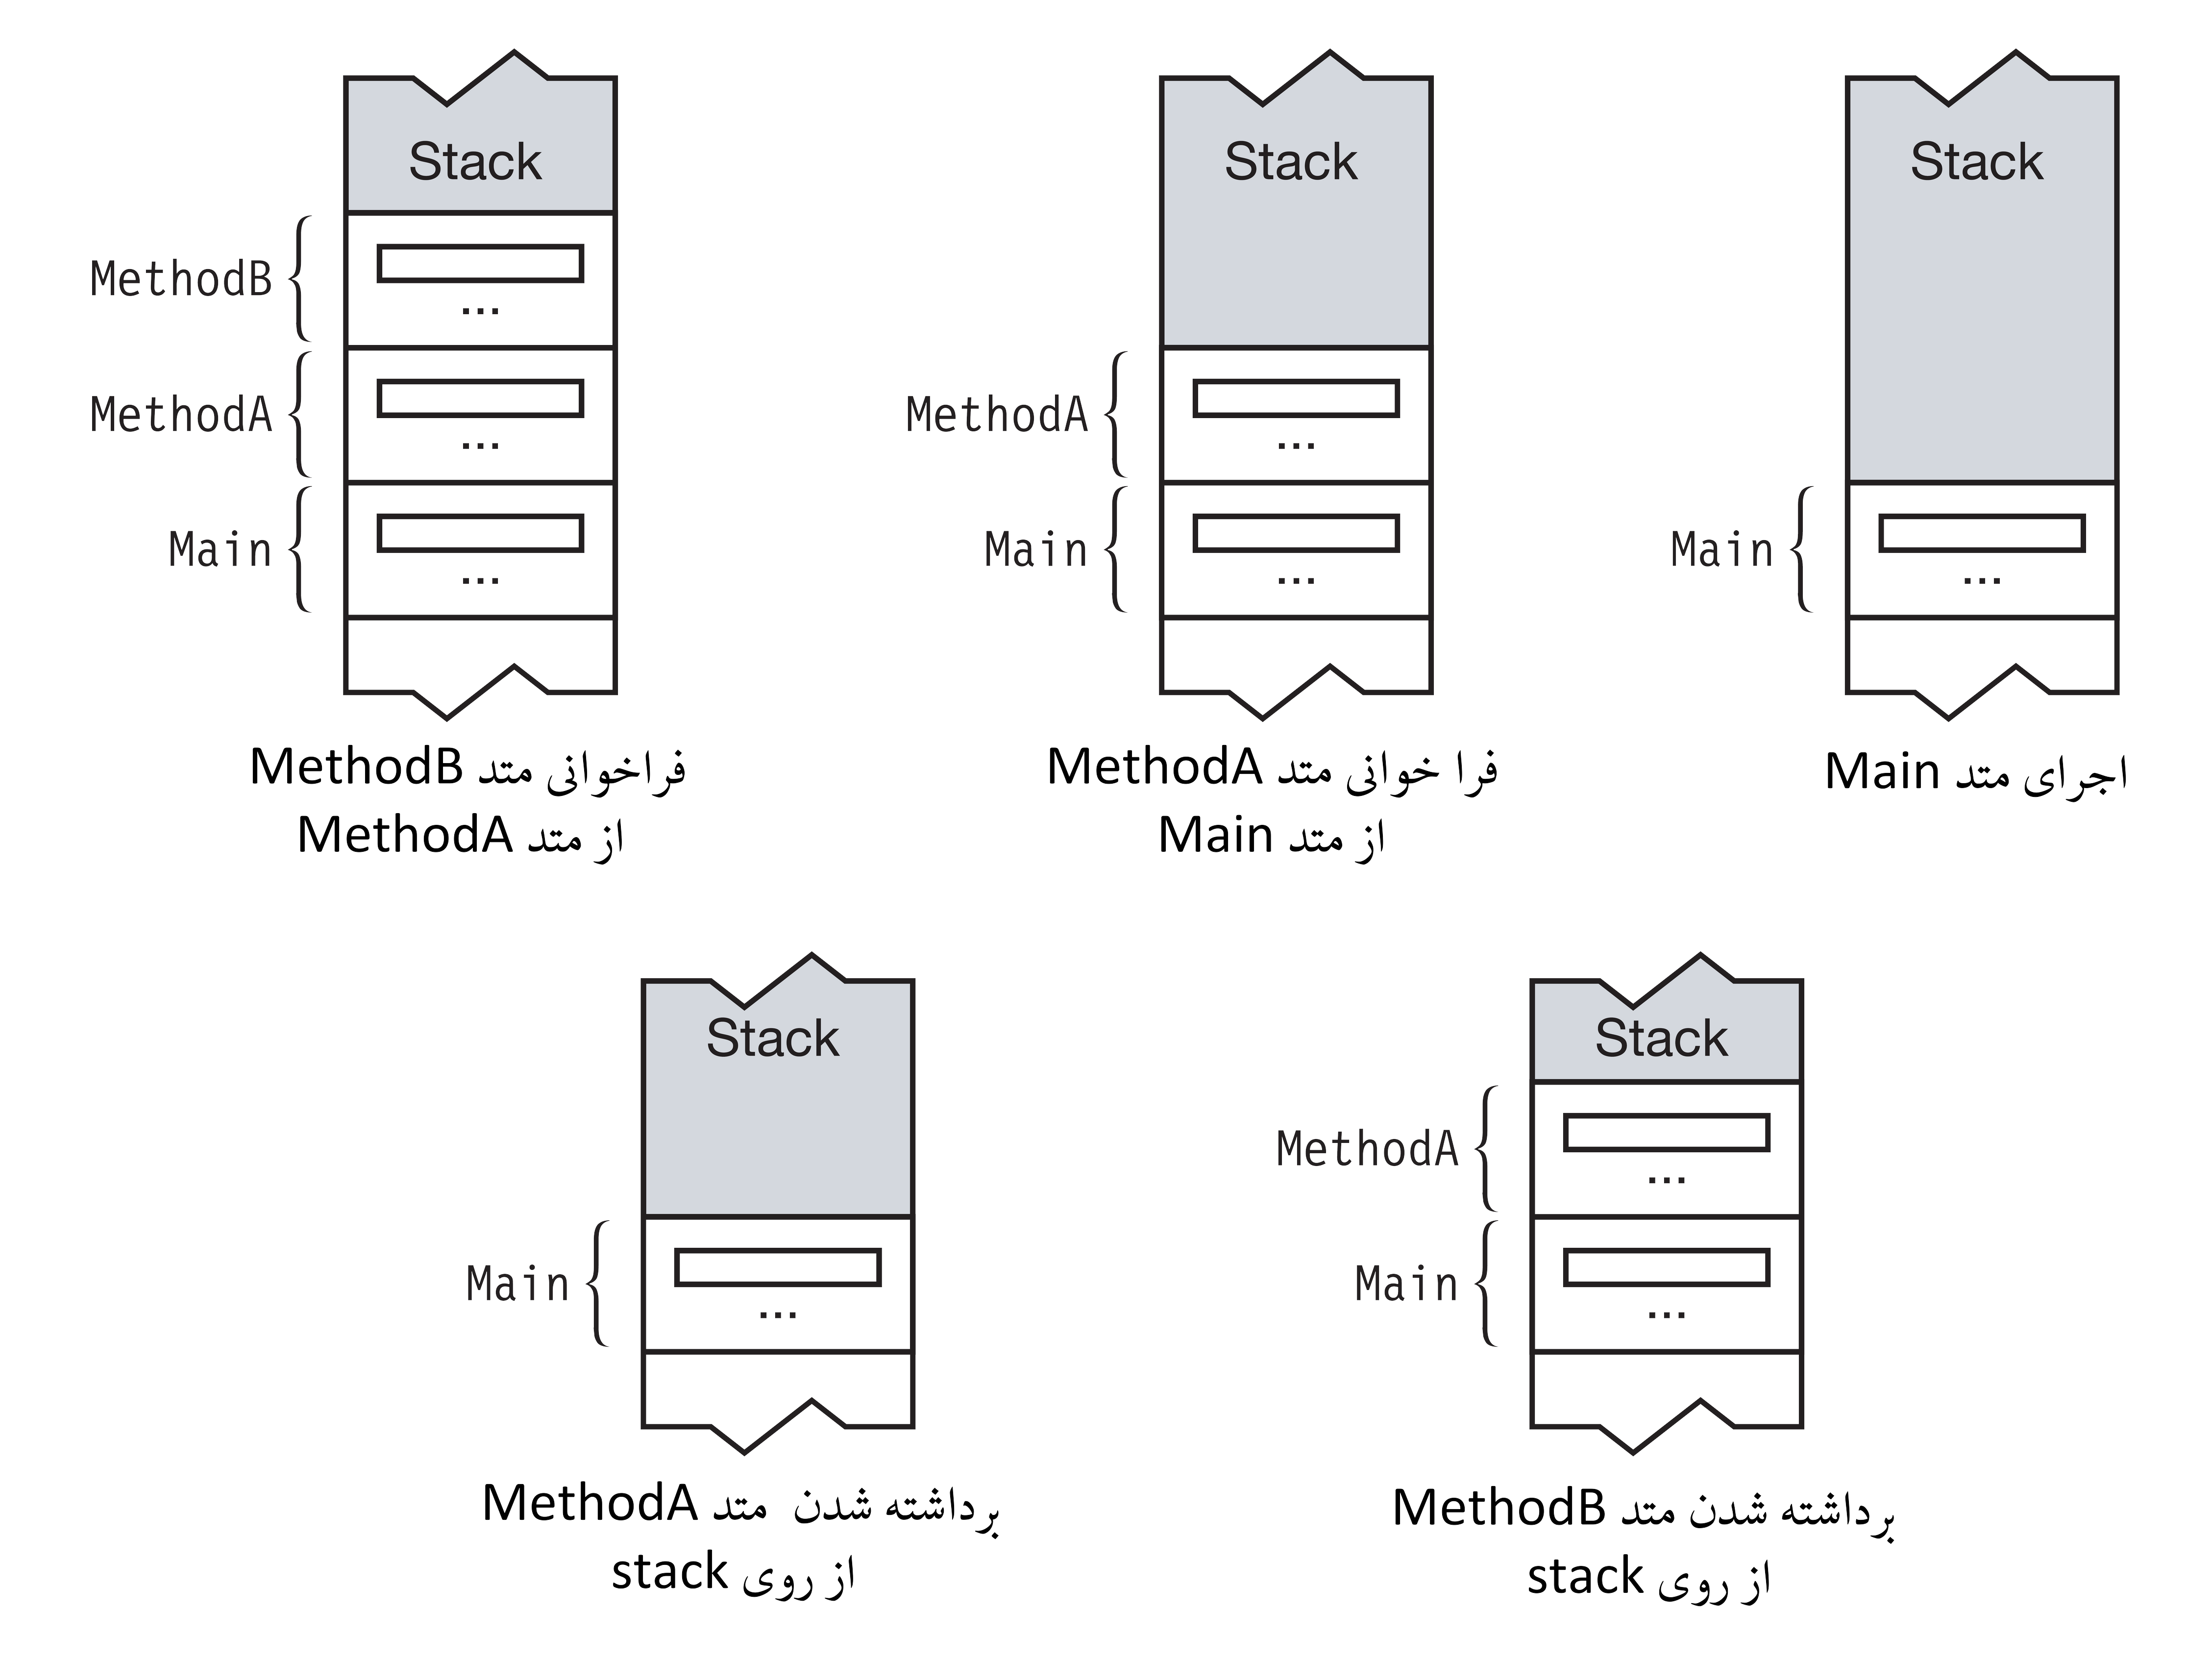 Stack
MethodB
...
MethodA
...
Main
...
فراخوانی متد MethodB
از متد MethodA
Stack
MethodA
...
Main
...
فرا خوانی متد MethodA
از متد Main
Stack
Main
...
اجرای متد Main
Stack
Main
...
برداشته شدن متد MethodA
از روی stack
Stack
MethodA
...
Main
...
برداشته شدن متد MethodB
از روی stack